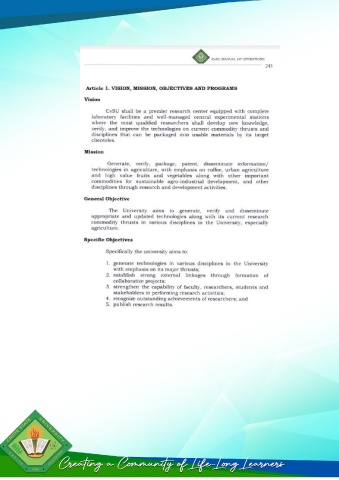 CvSU MANUAL OF OPERATIONS
241
Article 1. VISION, MISSION, OBJECTIVES AND PROGRAMS
Vision
CvSU shall be a premier research center equipped with complete
laboratory facilities and well-managed central experimental stations
where the most qualified researchers shall develop new knowledge,
verify, and improve the technologies on current commodity thrusts and
disciplines that can be packaged into usable materials by its target
clienteles.
Mission
Generate, verify, package, patent, disseminate information/
technologies in agriculture, with emphasis on coffee, urban agriculture
and high value fruits and vegetables along with other important
commodities for sustainable agro-industrial development, and other
disciplines through research and development activities.
General Objective
The University aims to generate, verify and disseminate
appropriate and updated technologies along with its current research
commodity thrusts in various disciplines in the University, especially
agriculture.
Specific Objectives
Specifically the university aims to:
1. generate technologies in various disciplines in the University
with emphasis on its major thrusts;
2. establish strong external linkages through formation of
collaborative projects;
3. strengthen the capability of faculty, researchers, students and
stakeholders in performing research activities;
4. recognize outstanding achievements of researchers; and
5. publish research results.
Creating a Community of Life-Long Learners